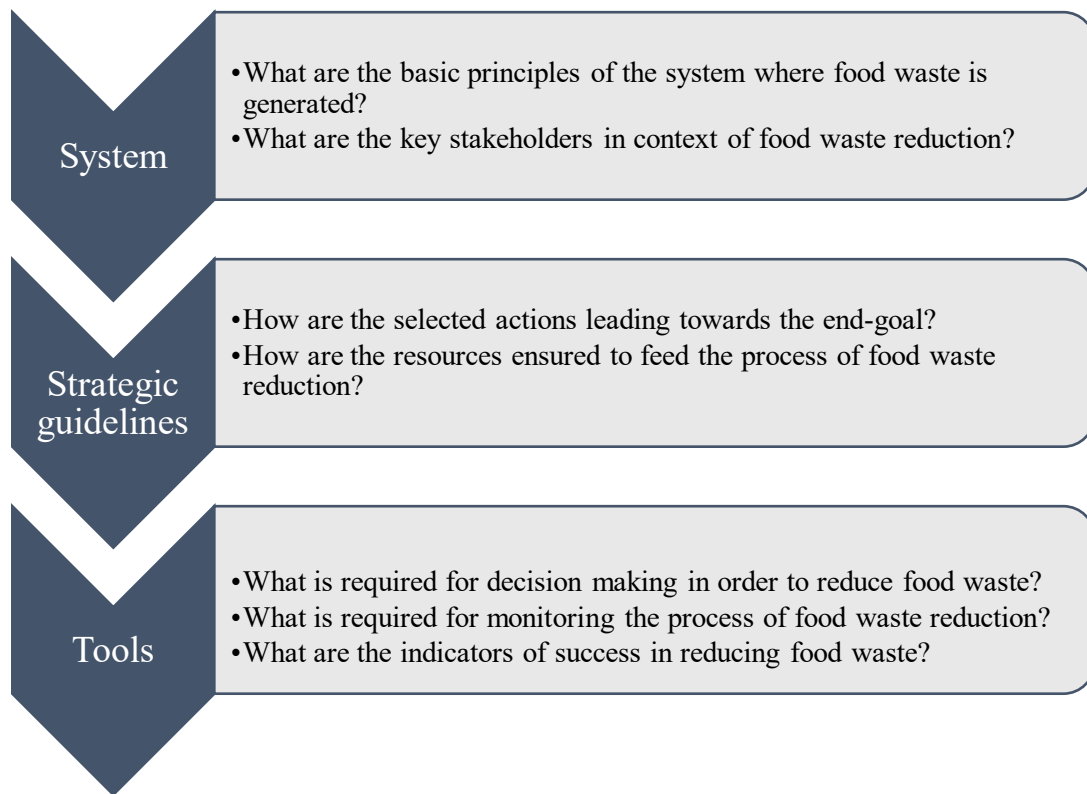 System
•What are the basic principles of the system where food waste is
generated?
•What are the key stakeholders in context of food waste reduction?
Strategic
guidelines
•How are the selected actions leading towards the end-goal?
•How are the resources ensured to feed the process of food waste
reduction?
Tools
•What is required for decision making in order to reduce food waste?
•What is required for monitoring the process of food waste reduction?
•What are the indicators of success in reducing food waste?